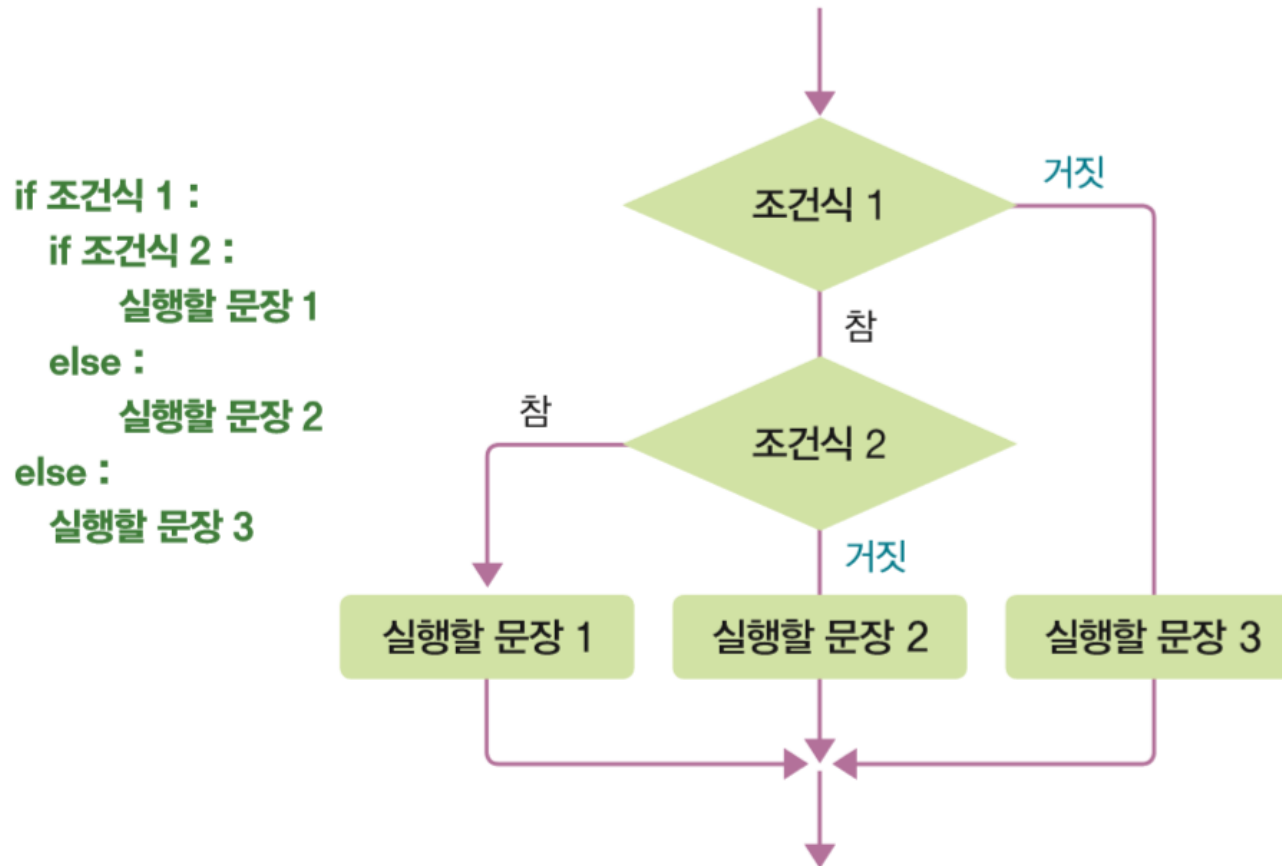 if 조건식 1 :
if 조건식 2 :
실행할 문장 1
else :
실행할 문장 2
else :
실행할 문장 3
조건식 1
거짓
참
조건식 2
참
거짓
실행할 문장 1
실행할 문장 2
실행할 문장 3